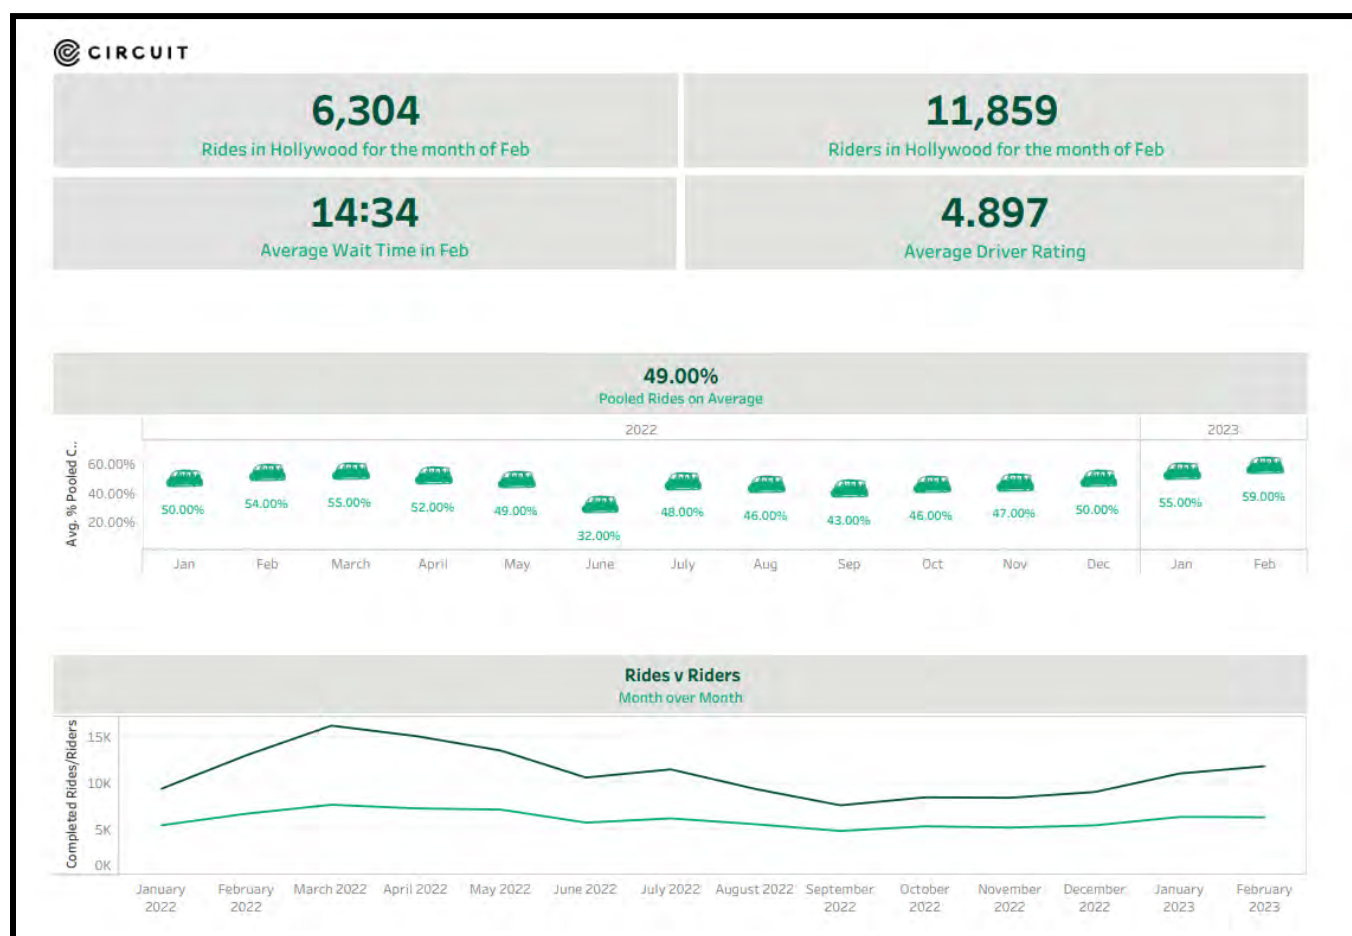 CIRCUIT
6,304
Rides in Hollywood for the month of Feb
11,859
Riders in Hollywood for the month of Feb
14:34
Average Wait Time in Feb
4.897
Average Driver Rating
49.00%
Pooled Rides on Average
2022
2023
Avg. % Pooled C..
60.00%
40.00%
20.00%
50.00%
54.00%
55.00%
52.00%
49.00%
32.00%
48.00%
46.00%
43.00%
46.00%
47.00%
50.00%
55.00%
59.00%
Jan
Feb
March
April
May
June
July
Aug
Sep
Oct
Nov
Dec
Jan
Feb
Rides v Riders
Month over Month
Completed Rides/Riders
15K
10K
5K
0K
January
2022
February
2022
March 2022
April 2022
May 2022
June 2022
July 2022
August 2022
September
2022
October
2022
November
2022
December
2022
January
2023
February
2023